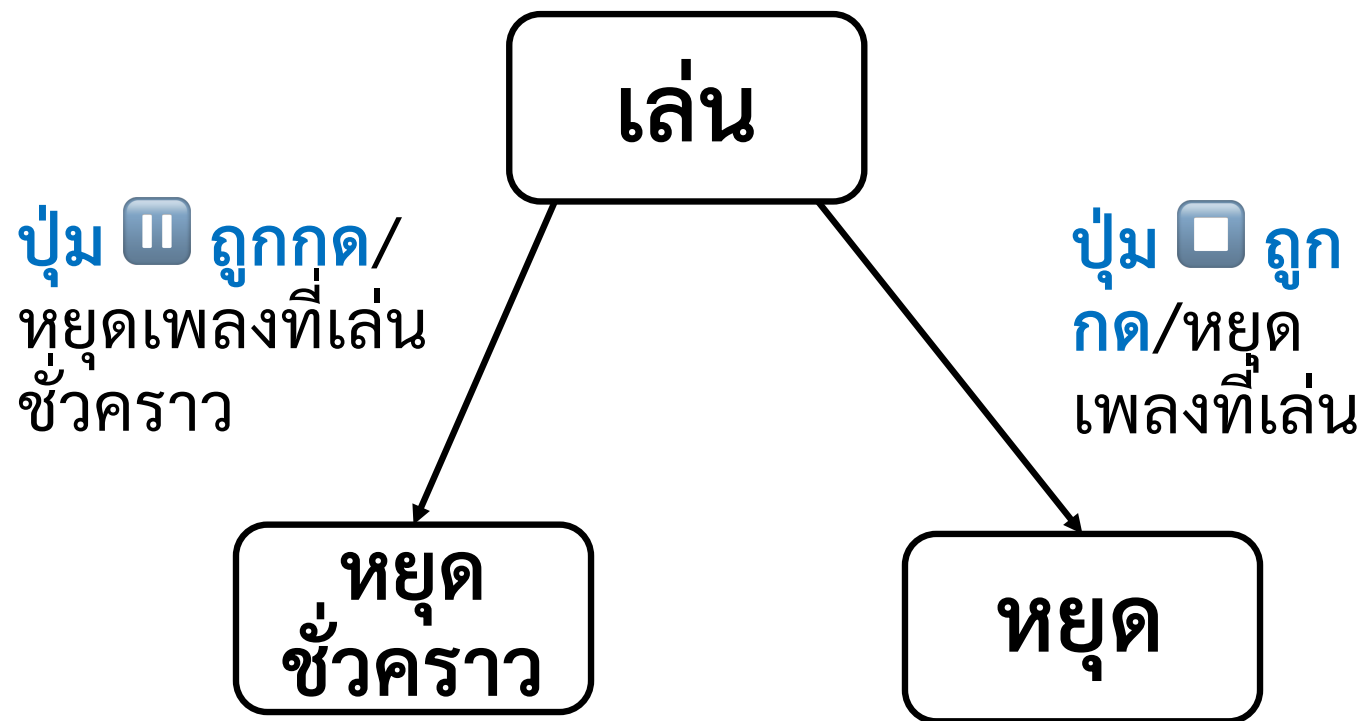 เล่น
ปุ่ม ⏸ ถูกกด/
หยุดเพลงที่เล่น
ชั่วคราว
ปุ่ม ⏹ ถูก
กด/หยุด
เพลงที่เล่น
หยุด
ชั่วคราว
หยุด